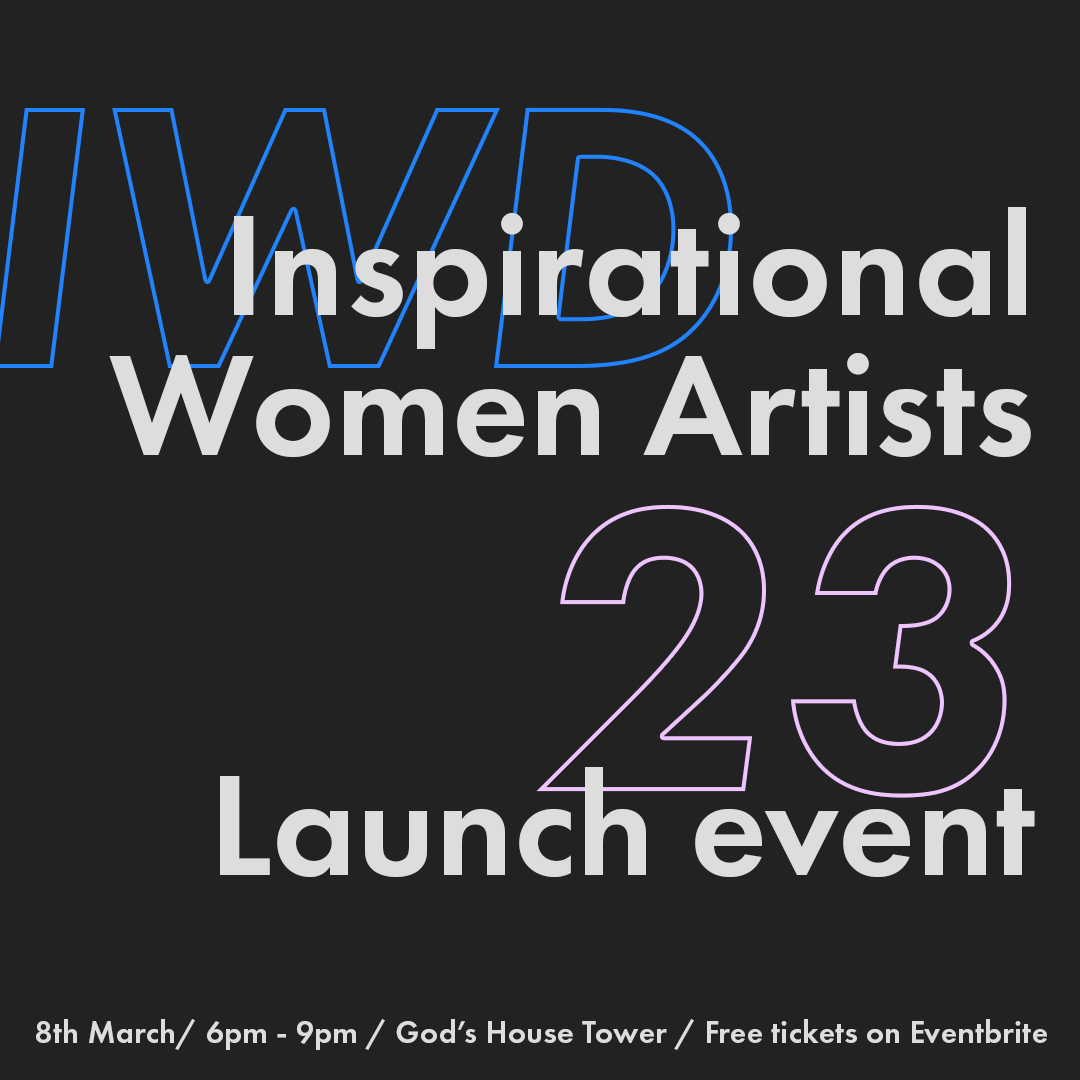 IWD
Inspirational
Women Artists
23
Launch event
8th March/ 6pm - 9pm / God’s House Tower / Free tickets on Eventbrite